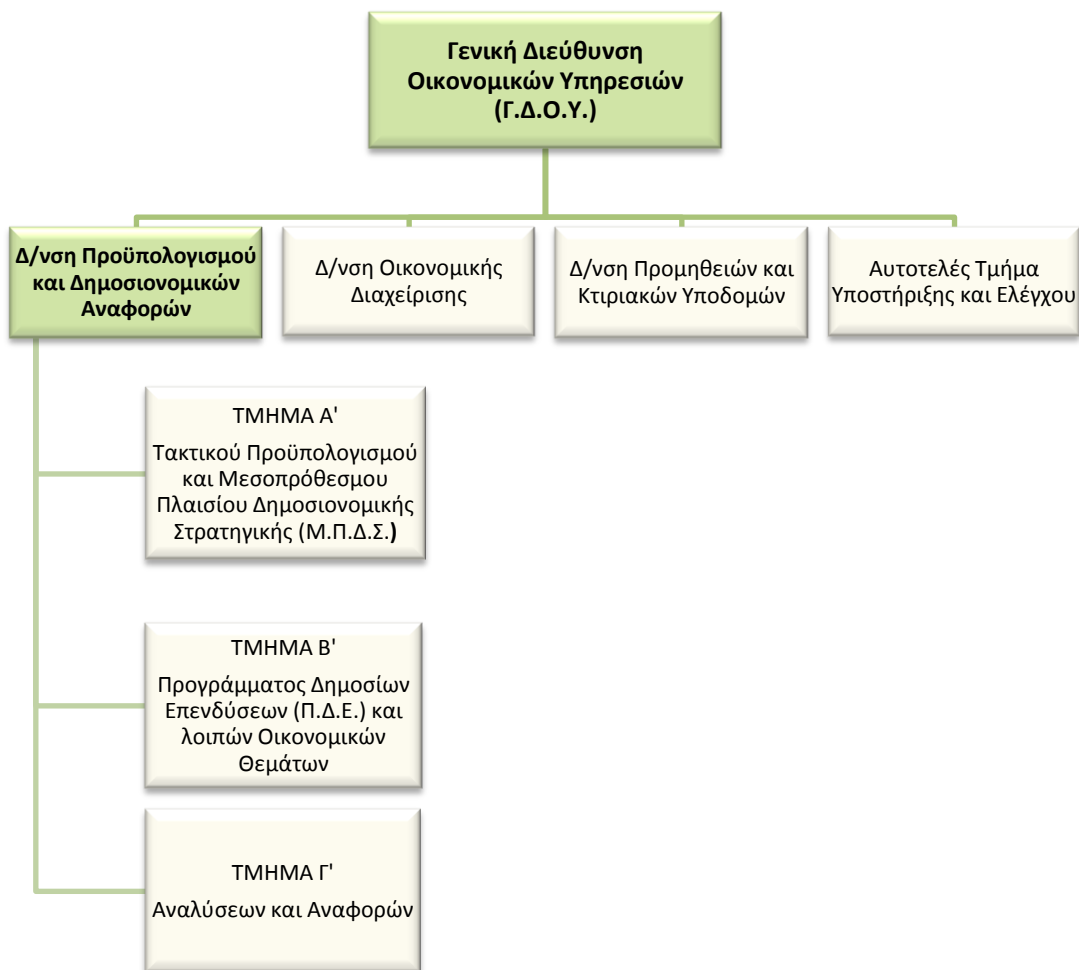 Γενική Διεύθυνση
Οικονομικών Υπηρεσιών
(Γ.Δ.Ο.Υ.)
Δ/νση Προϋπολογισμού
και Δημοσιονομικών
Αναφορών
Δ/νση Οικονομικής
Διαχείρισης
Δ/νση Προμηθειών και
Κτιριακών Υποδομών
Αυτοτελές Τμήμα
Υποστήριξης και Ελέγχου
ΤΜΗΜΑ Α'
Τακτικού Προϋπολογισμού
και Μεσοπρόθεσμου
Πλαισίου Δημοσιονομικής
Στρατηγικής (Μ.Π.Δ.Σ.)
ΤΜΗΜΑ Β'
Προγράμματος Δημοσίων
Επενδύσεων (Π.Δ.Ε.) και
λοιπών Οικονομικών
Θεμάτων
ΤΜΗΜΑ Γ'
Αναλύσεων και Αναφορών